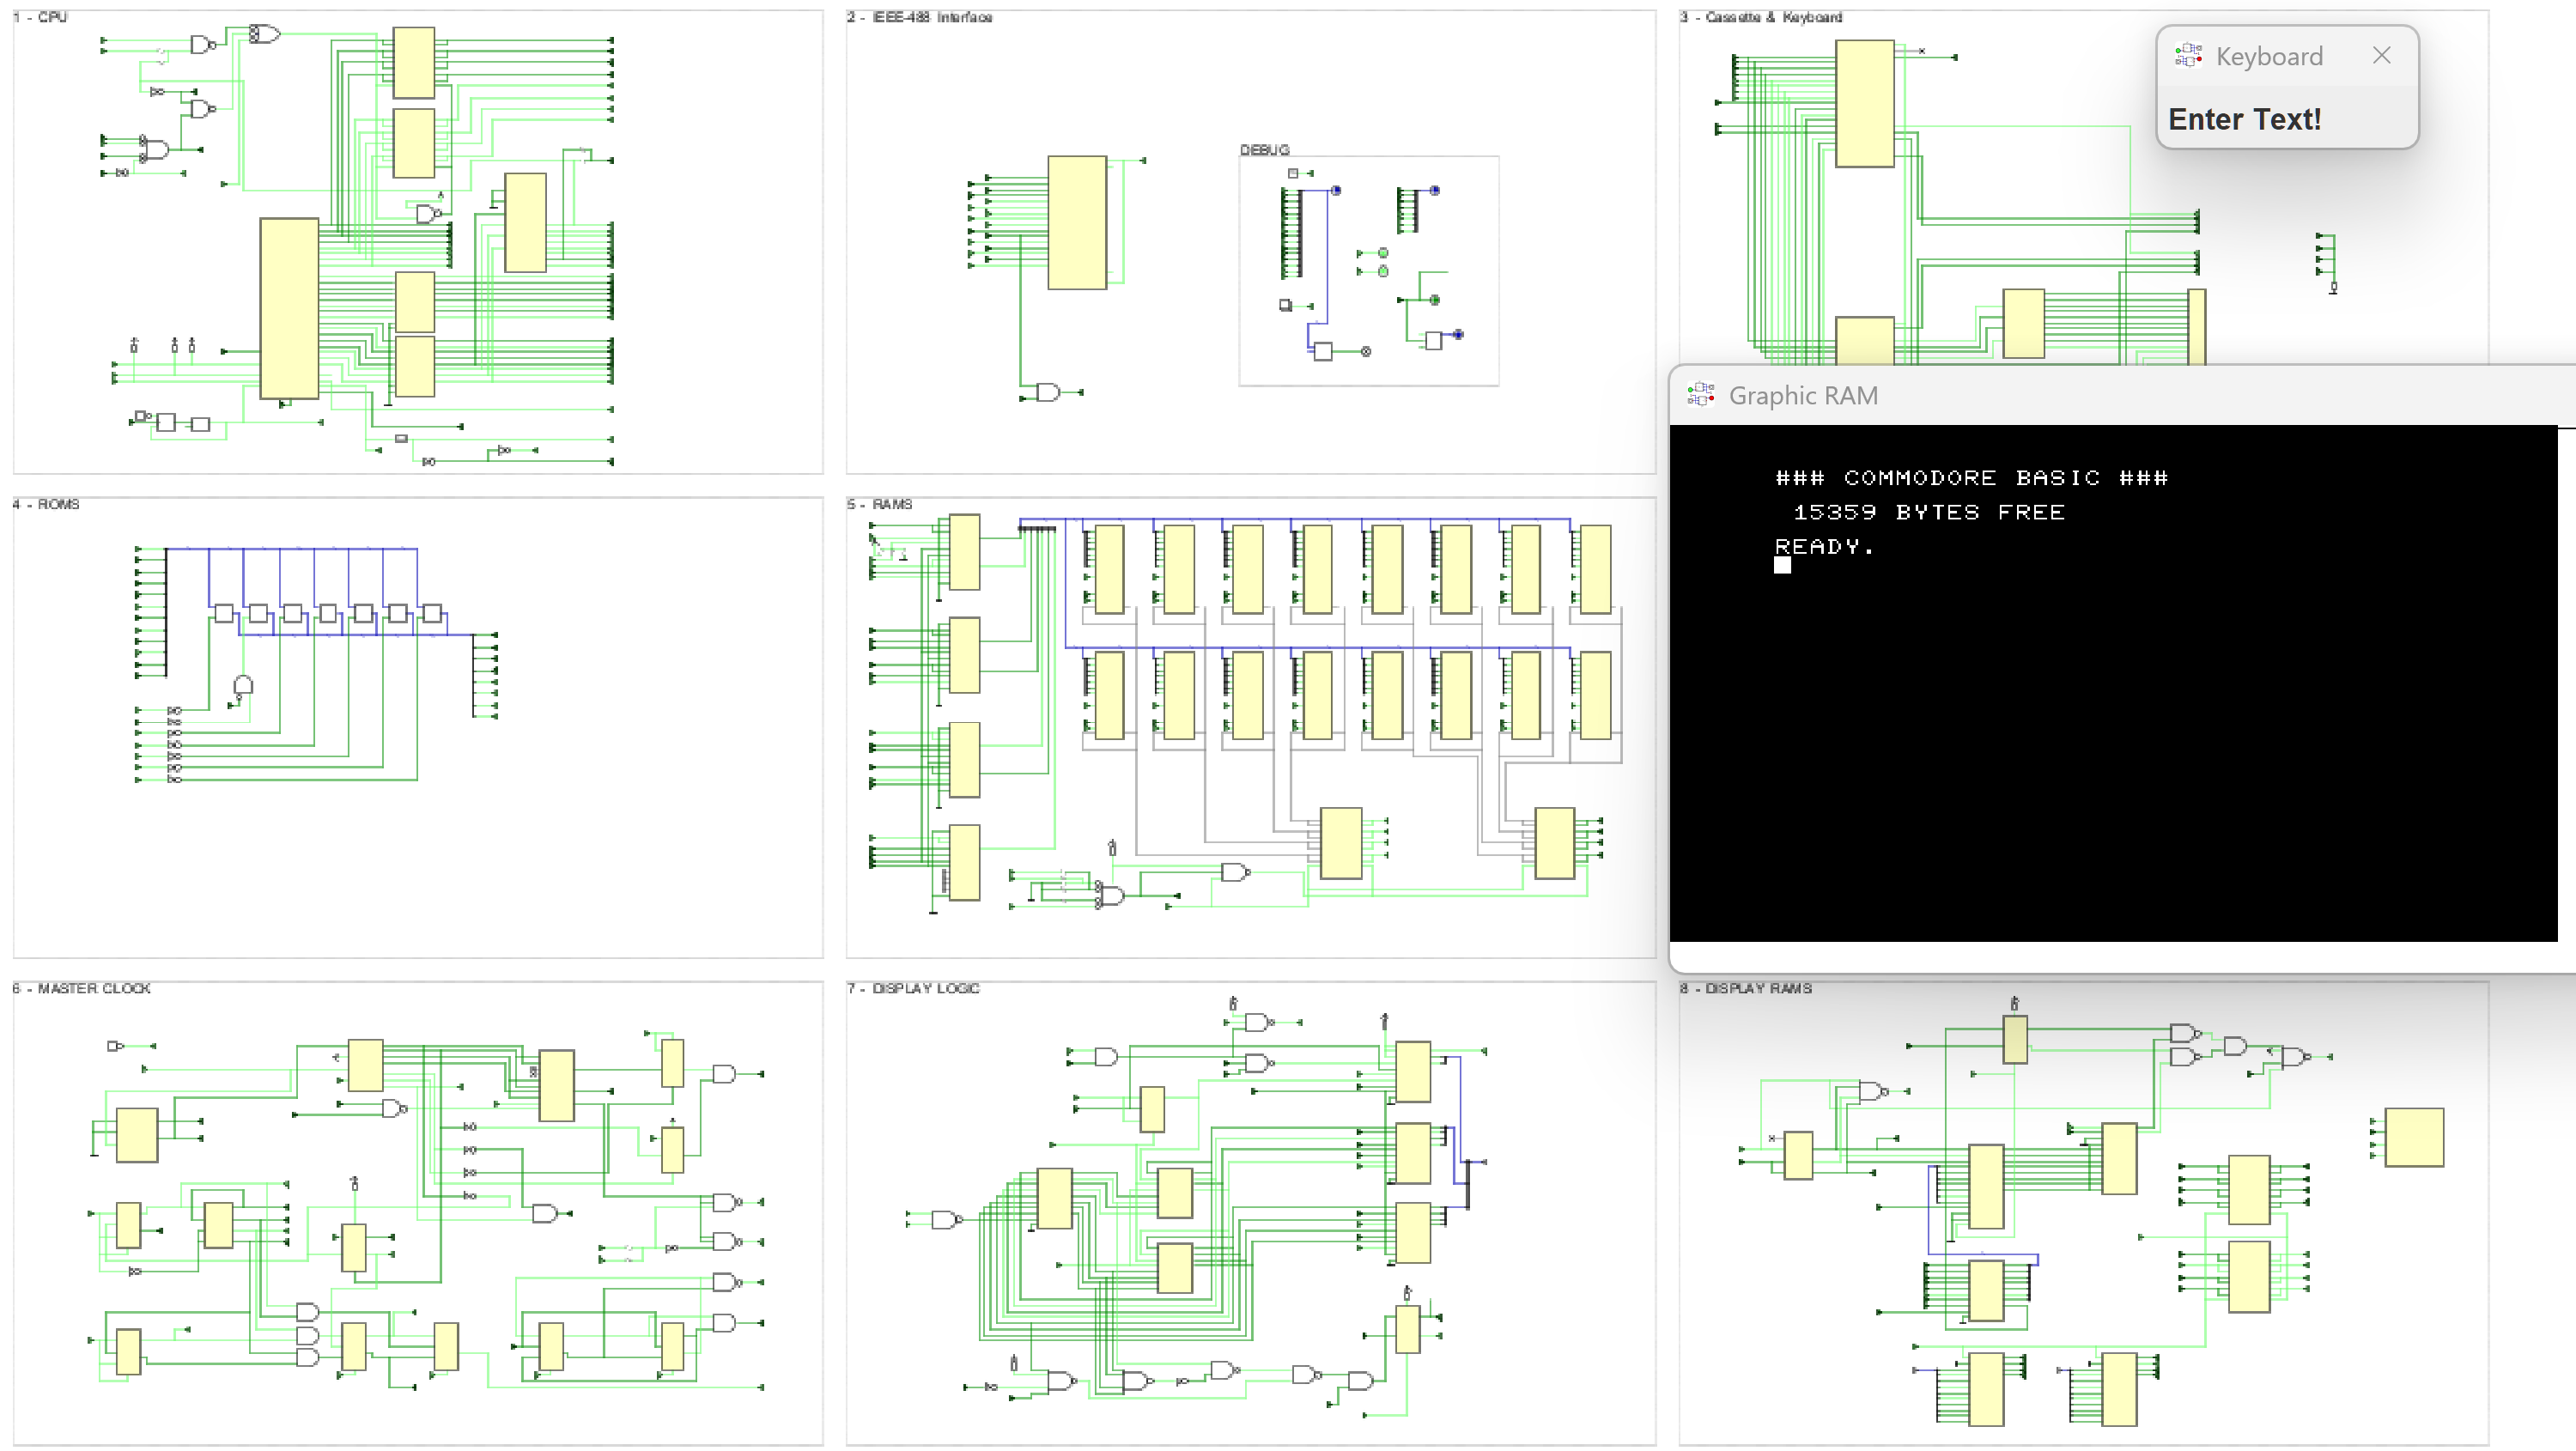 1 - CPU
2 - IEEE-488 Interface
3 - Cassette & Keyboard
Keyboard
Enter Text!
DEBUG
Graphic RAM
### COMMODORE BASIC ###
15359 BYTES FREE
READY.
4 - ROMS
5 - RAMS
6 - MASTER CLOCK
7 - DISPLAY LOGIC
8 - DISPLAY RAMS